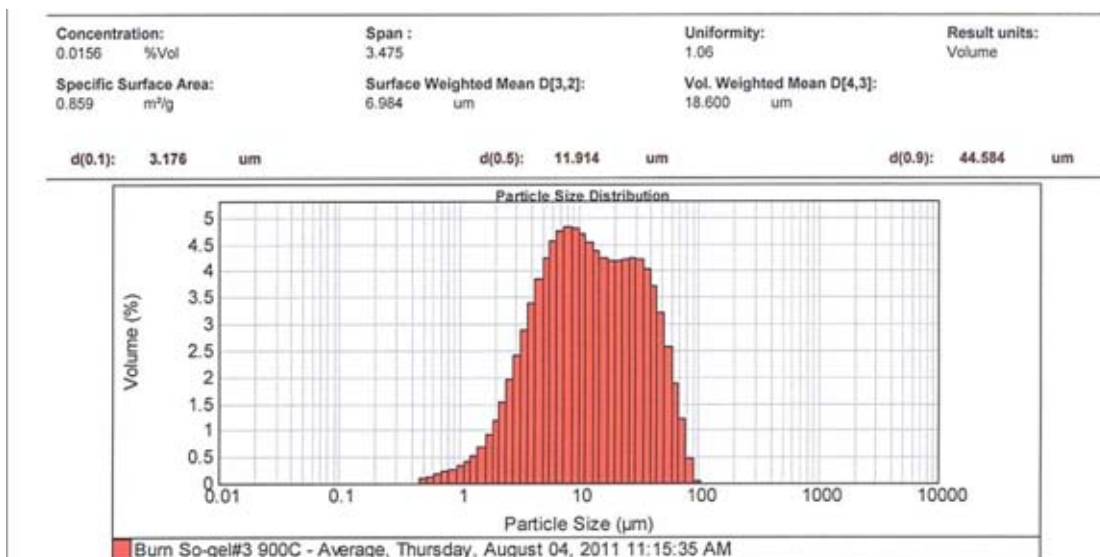 Concentration: Span : Uniformity: Result units:
0.0156 %Vol 3.475 1.06 Volume
Specific Surface Area: Surface Weighted Mean D[3,2]: Vol. Weighted Mean D[4,3]:
0.859 m²/g 6.984 um 18.600 um
d(0.1): 3.176 um d(0.5): 11.914 um d(0.9): 44.584 um
Particle Size Distribution
5
4.5
4
3.5
3
2.5
2
1.5
1
0.5
0
Volume (%)
0.01 0.1 1 10 100 1000 10000
Particle Size (µm)
Burn So-gel#3 900C - Average, Thursday, August 04, 2011 11:15:35 AM